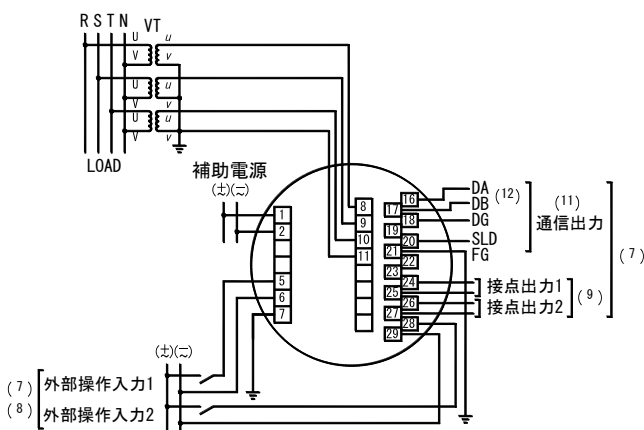 R S T N VT
U u
V v
U u
V v
U u
V v
LOAD
補助電源
(±)(=)
1
2
5
6
7
8
9
10
11
16
17
18
19
20
21
22
23
24
25
26
27
28
29
DA
DB
DG
SLD
FG
(12)
(11)
通信出力
(7)
接点出力1
接点出力2
(9)
(±)(=)
(7)
(8)
外部操作入力1
外部操作入力2